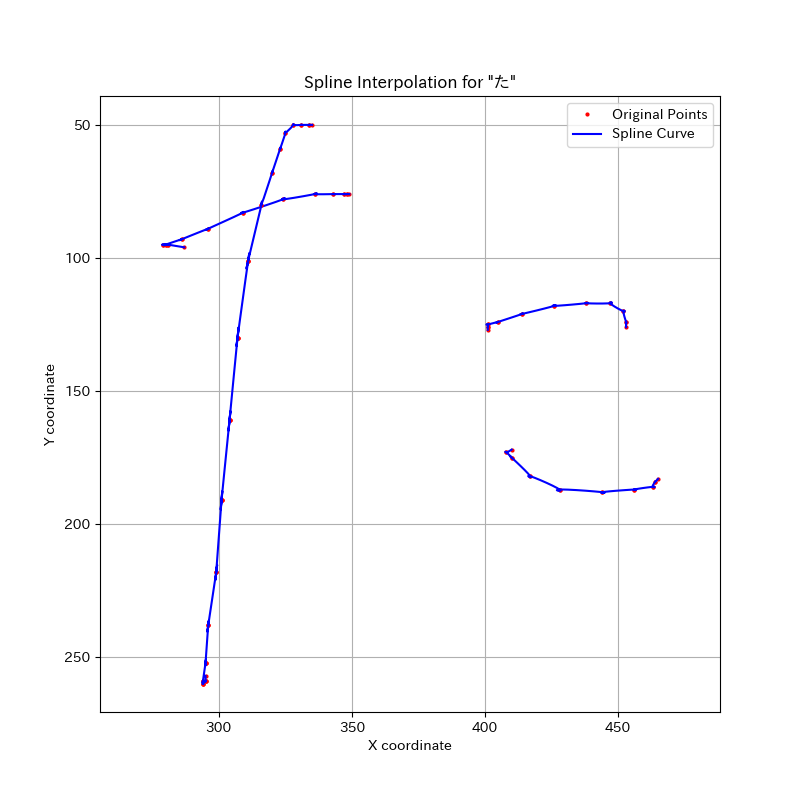 Spline Interpolation for "た"
Original Points
Spline Curve
50
100
150
200
250
Y coordinate
300
350
400
450
X coordinate
た